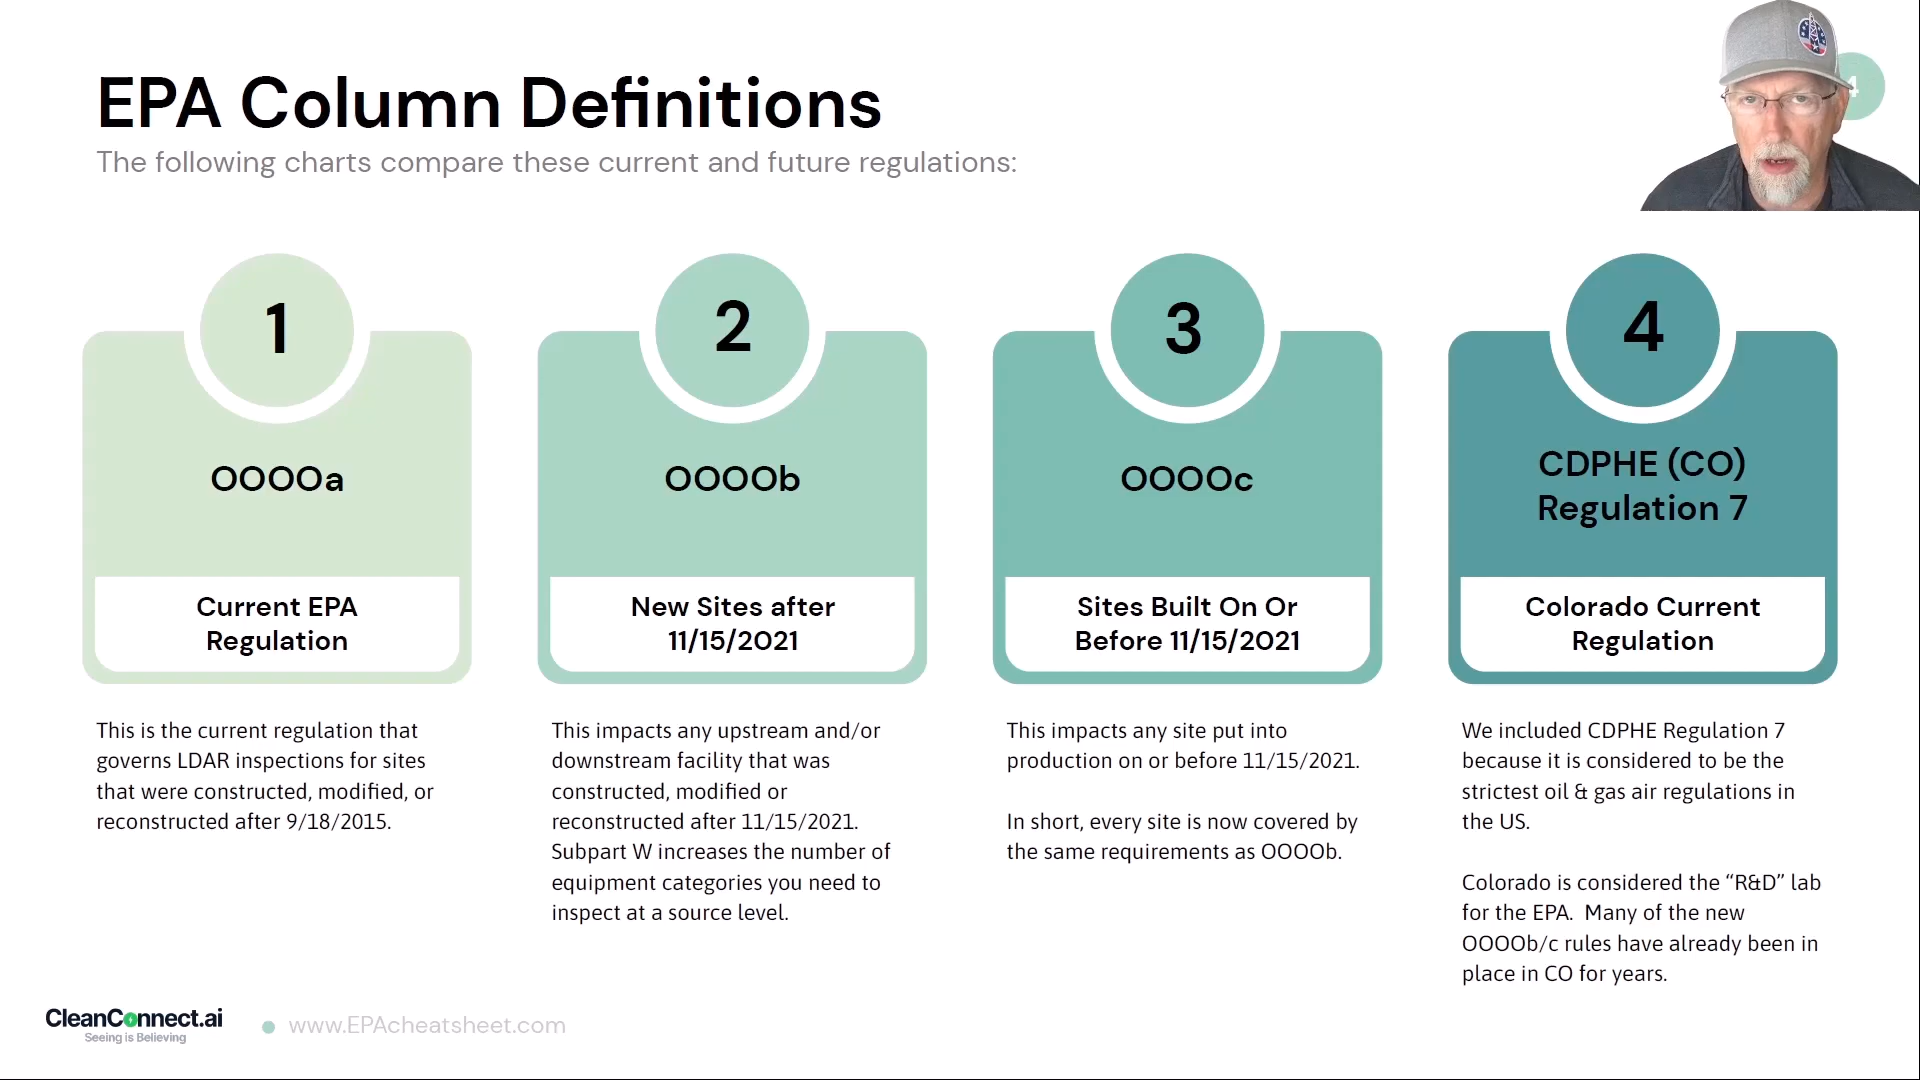 EPA Column Definitions
The following charts compare these current and future regulations:
4
1
OOOOa
Current EPA
Regulation
This is the current regulation that
governs LDAR inspections for sites
that were constructed, modified, or
reconstructed after 9/18/2015.
2
OOOOb
New Sites after
11/15/2021
This impacts any upstream and/or
downstream facility that was
constructed, modified or
reconstructed after 11/15/2021.
Subpart W increases the number of
equipment categories you need to
inspect at a source level.
3
OOOOc
Sites Built On Or
Before 11/15/2021
This impacts any site put into
production on or before 11/15/2021.
In short, every site is now covered by
the same requirements as OOOOb.
4
CDPHE (CO)
Regulation 7
Colorado Current
Regulation
We included CDPHE Regulation 7
because it is considered to be the
strictest oil & gas air regulations in
the US.
Colorado is considered the “R&D” lab
for the EPA.  Many of the new
OOOOb/c rules have already been in
place in CO for years.
CleanConnect.ai
Seeing is Believing
www.EPAcheatsheet.com